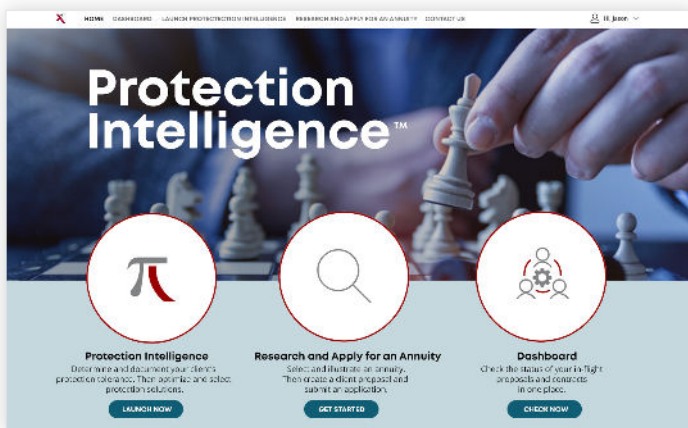 HOME DASHBOARD LAUNCH PROTECTECTION INTELLIGENCE RESEARCH AND APPLY FOR AN ANNUITY CONTACT US Hi, Jason
Protection
Intelligence™
Protection Intelligence
Determine and document your client's
protection tolerance. Then optimize and select
protection solutions.
LAUNCH NOW
Research and Apply for an Annuity
Select and illustrate an annuity.
Then create a client proposal and
submit an application.
GET STARTED
Dashboard
Check the status of your in-flight
proposals and contracts
in one place.
CHECK NOW